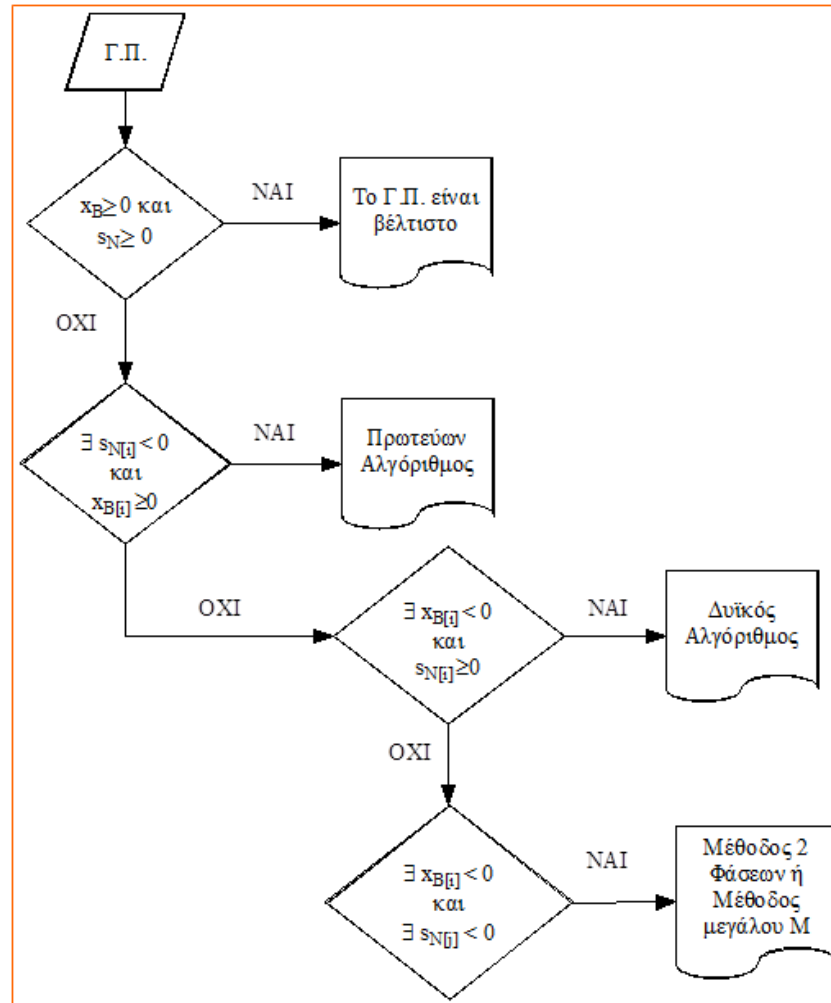 Γ.Π.
x_B≥0 και
s_N≥ 0
ΝΑΙ
Το Γ.Π. είναι
βέλτιστο
ΟΧΙ
∃ s_N[i]< 0
και
x_B[i] ≥0
ΝΑΙ
Πρωτεύων
Αλγόριθμος
ΟΧΙ
∃ x_B[i]< 0
και
s_N[i]≥0
ΝΑΙ
Δυϊκός
Αλγόριθμος
ΟΧΙ
∃ x_B[i]< 0
και
∃ s_N[j]< 0
ΝΑΙ
Μέθοδος 2
Φάσεων ή
Μέθοδος
μεγάλου Μ